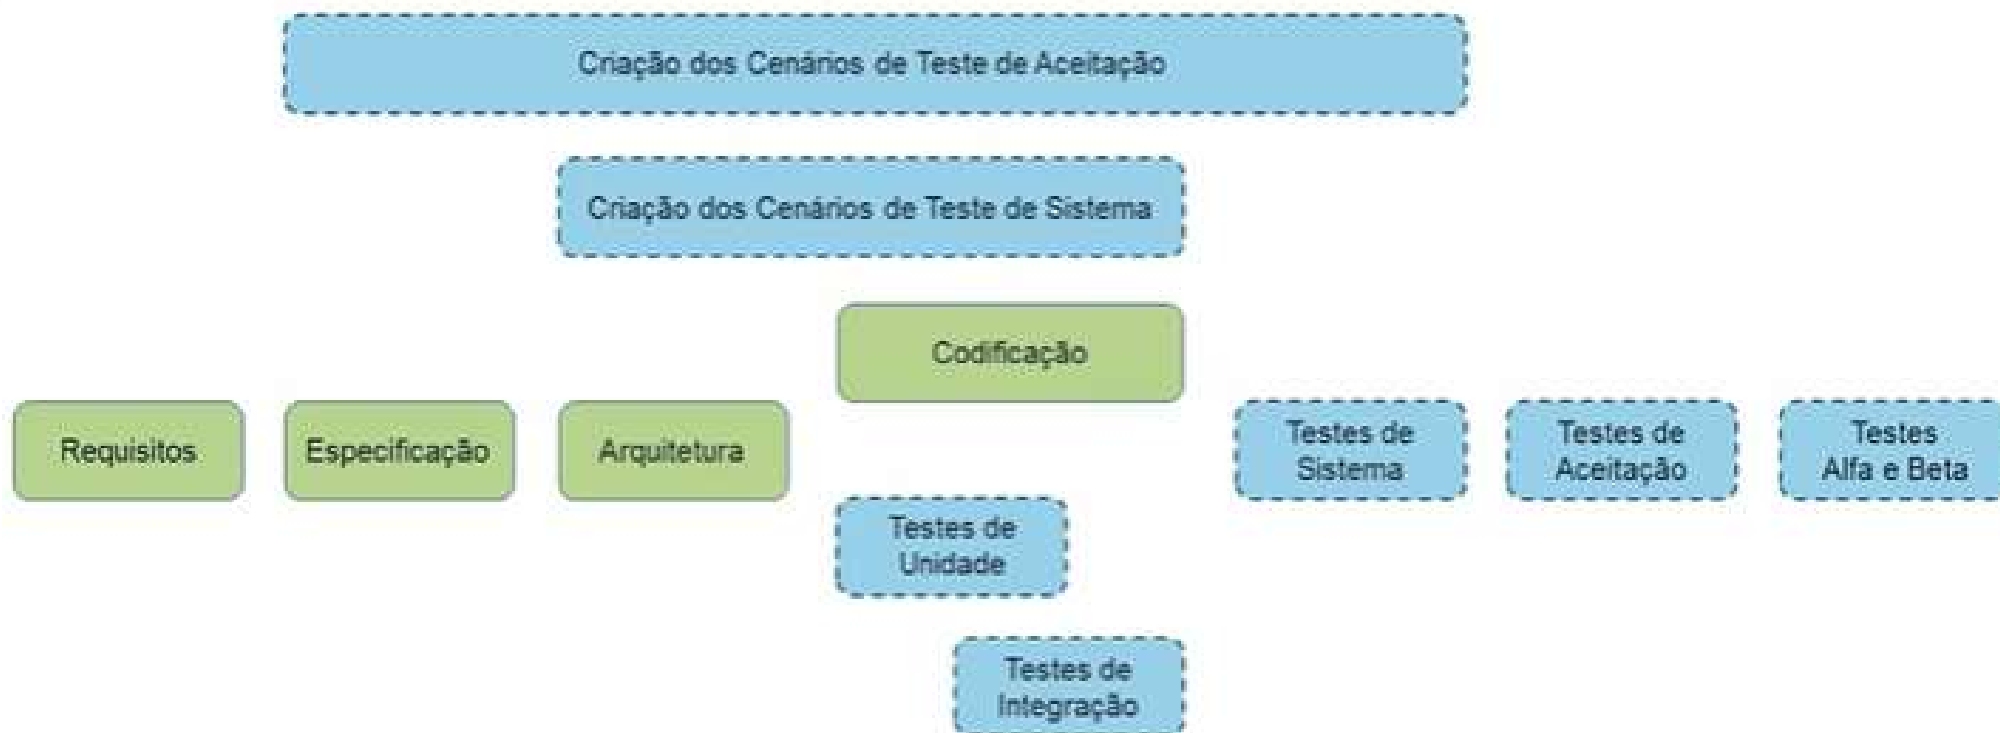 Criação dos Cenários de Teste de Aceitação
Criação dos Cenários de Teste de Sistema
Codificação
Requisitos
Especificação
Arquitetura
Testes de
Sistema
Testes de
Aceitação
Testes
Alfa e Beta
Testes de
Unidade
Testes de
Integração